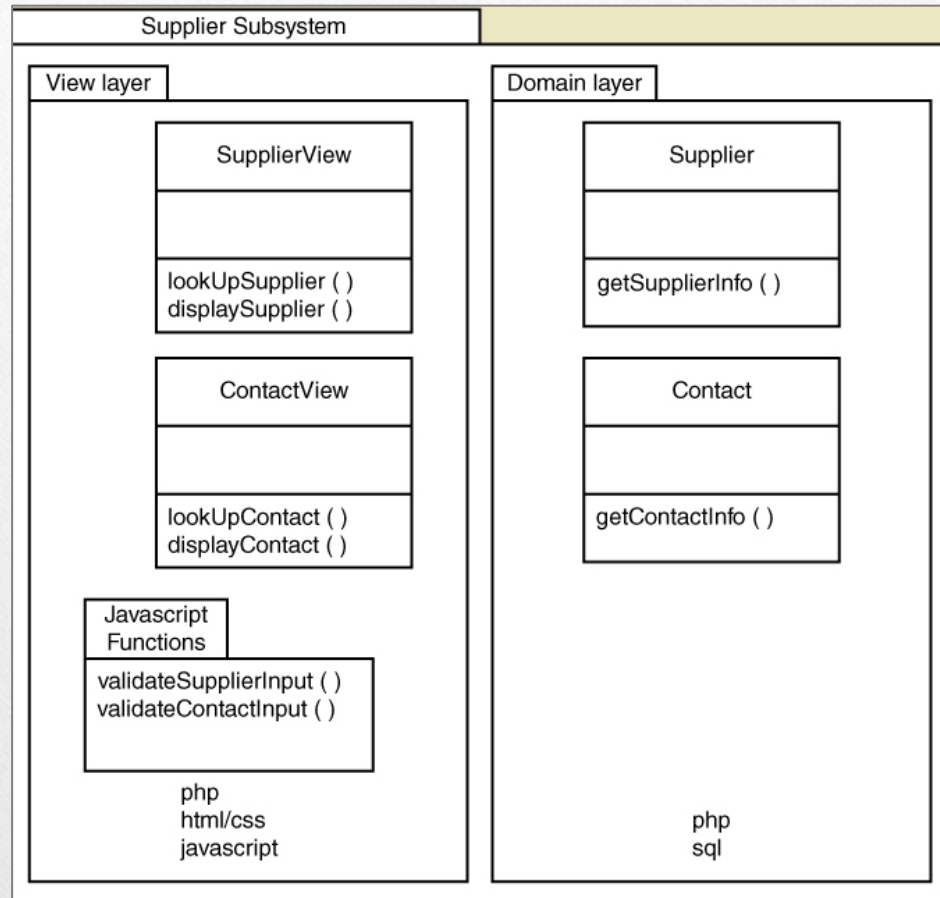 Supplier Subsystem
View layer
SupplierView
lookUpSupplier ( )
displaySupplier ( )
ContactView
lookUpContact ( )
displayContact ( )
Javascript
Functions
validateSupplierInput ( )
validateContactInput ( )
php
html/css
javascript
Domain layer
Supplier
getSupplierInfo ( )
Contact
getContactInfo ( )
php
sql